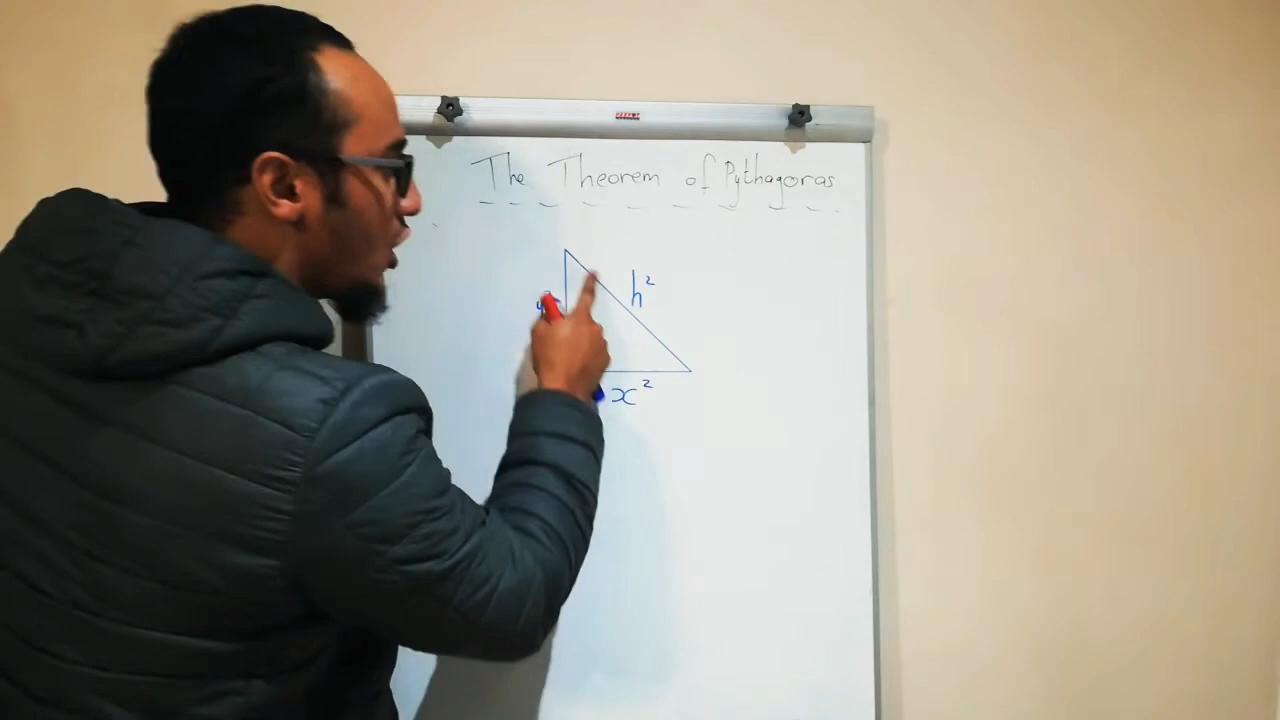 The Theorem of Pythagoras
h²
x²